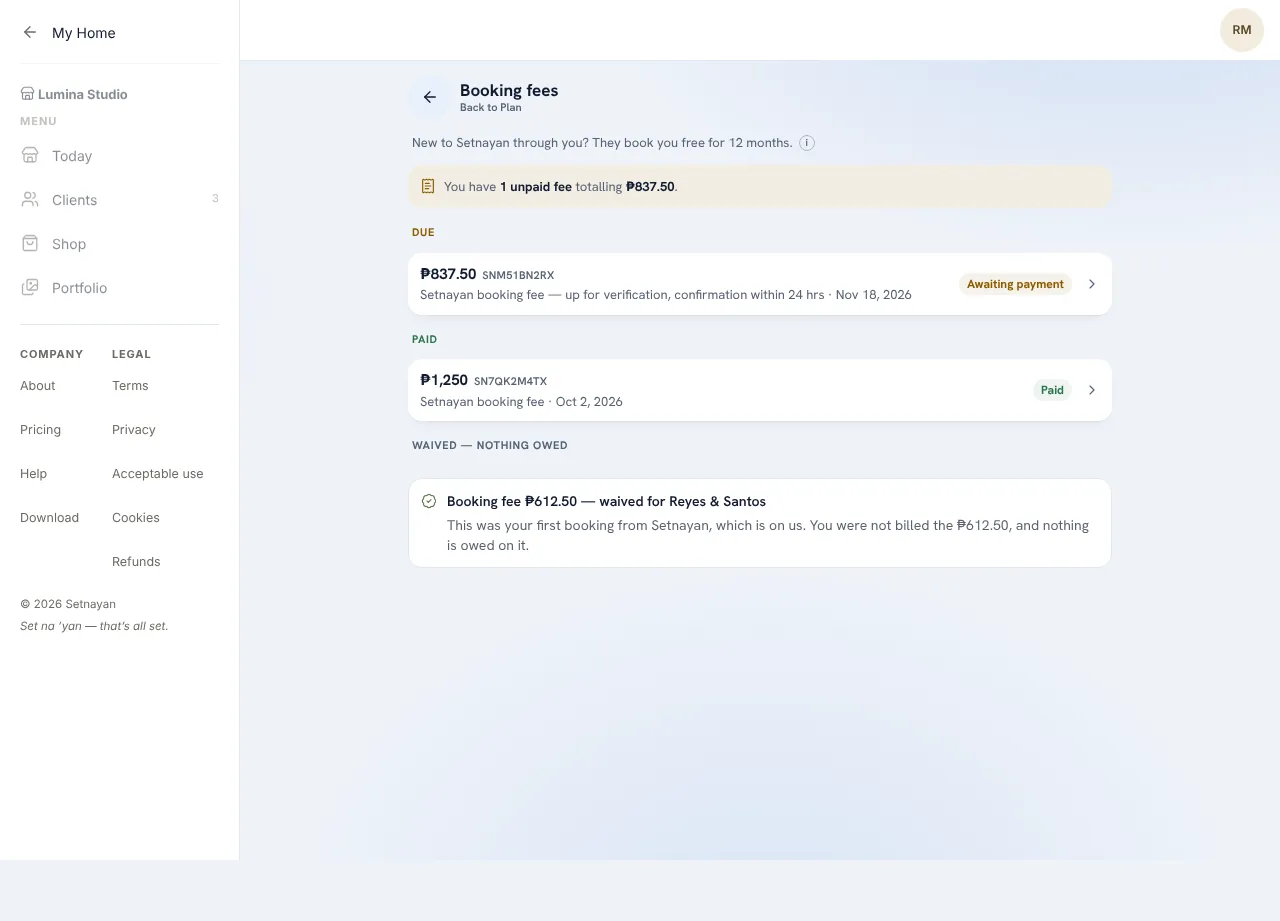 My Home
RM
Lumina Studio
MENU
Today
Clients 3
Shop
Portfolio
COMPANY LEGAL
About Terms
Pricing Privacy
Help Acceptable use
Download Cookies
Refunds
© 2026 Setnayan
Set na 'yan — that's all set.
Booking fees
Back to Plan
New to Setnayan through you? They book you free for 12 months. i
You have 1 unpaid fee totalling ₱837.50.
DUE
₱837.50 SNM51BN2RX
Setnayan booking fee — up for verification, confirmation within 24 hrs · Nov 18, 2026
Awaiting payment
PAID
₱1,250 SN7QK2M4TX
Setnayan booking fee · Oct 2, 2026
Paid
WAIVED — NOTHING OWED
Booking fee ₱612.50 — waived for Reyes & Santos
This was your first booking from Setnayan, which is on us. You were not billed the ₱612.50, and nothing
is owed on it.